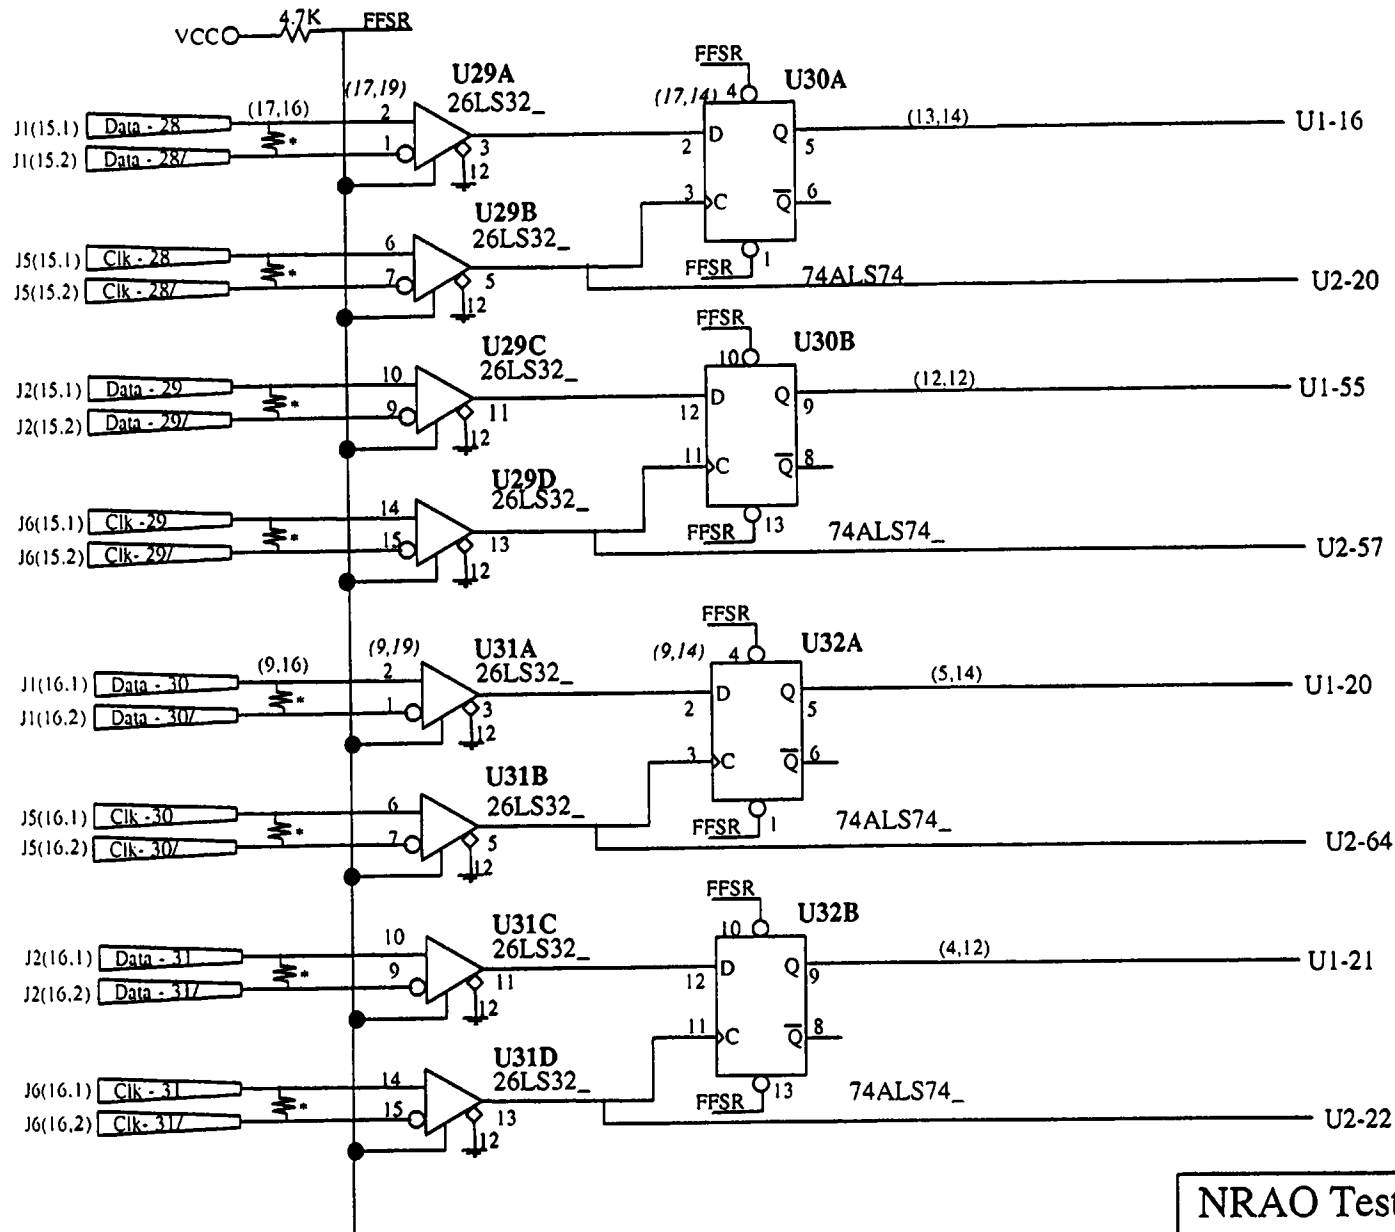 4.7K FFSR
VCC
FFSR
U29A U30A
(17,16) (17,19) 26LS32_ (17,14) 4
J1(15.1) Data - 28 2 D Q (13,14) U1-16
J1(15.2) Data - 28/ 1 3 2 5
12
3 C Q 6
U29B
J5(15.1) Clk - 28 6 26LS32_
J5(15.2) Clk - 28/ 7 5 FFSR 1 74ALS74_ U2-20
12
FFSR
U29C 10 U30B
J2(15.1) Data - 29 10 26LS32_ D Q (12,12) U1-55
J2(15.2) Data - 29/ 9 11 12 9
12
11 C Q 8
U29D
J6(15.1) Clk -29 14 26LS32_
J6(15.2) Clk- 29/ 15 13 FFSR 13 74ALS74_ U2-57
12
FFSR
U31A U32A
(9,16) (9,19) 26LS32_ (9,14) 4
J1(16.1) Data - 30 2 D Q (5,14) U1-20
J1(16.2) Data - 30/ 1 3 2 5
12
3 C Q 6
U31B
J5(16.1) Clk -30 6 26LS32_
J5(16.2) Clk- 30/ 7 5 FFSR 1 74ALS74_ U2-64
12
FFSR
U31C 10 U32B
J2(16.1) Data - 31 10 26LS32_ D Q (4,12) U1-21
J2(16,2) Data - 31/ 9 11 12 9
12
11 C Q 8
U31D
J6(16.1) Clk - 31 14 26LS32_
J6(16,2) Clk- 31/ 15 13 FFSR 13 74ALS74_ U2-22
12
NRAO Test